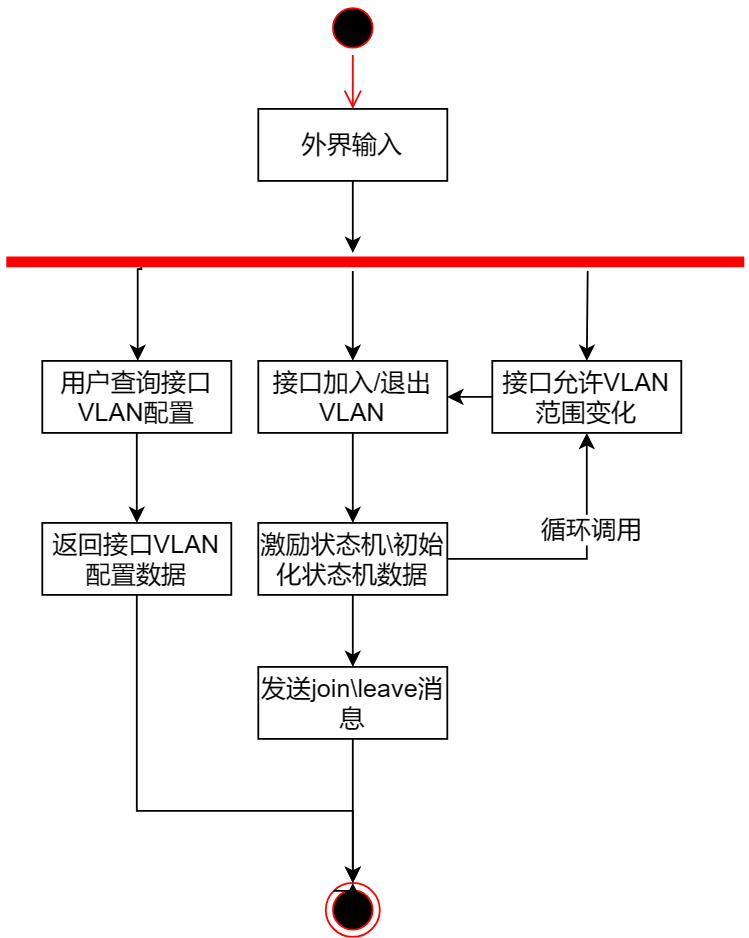 外界输入
用户查询接口
VLAN配置
接口加入/退出
VLAN
接口允许VLAN
范围变化
返回接口VLAN
配置数据
激励状态机\初始
化状态机数据
循环调用
发送join\leave消
息